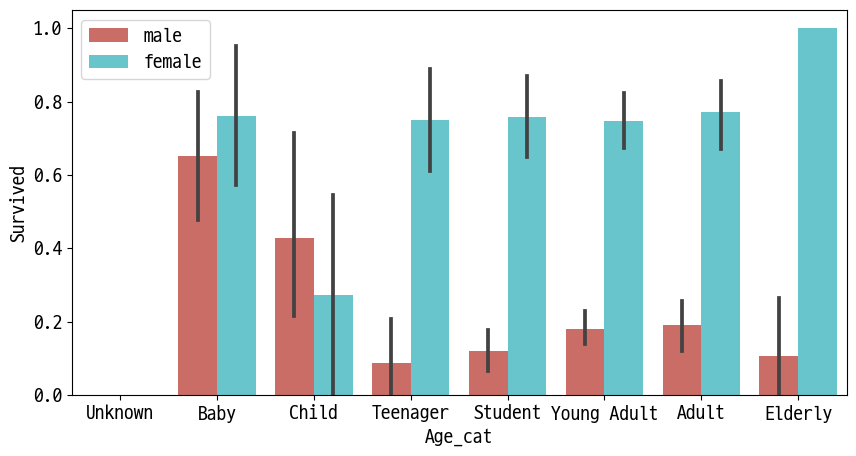 male
female
1.0
0.8
0.6
0.4
0.2
0.0
Survived
Unknown Baby Child Teenager Student Young Adult Adult Elderly
Age_cat